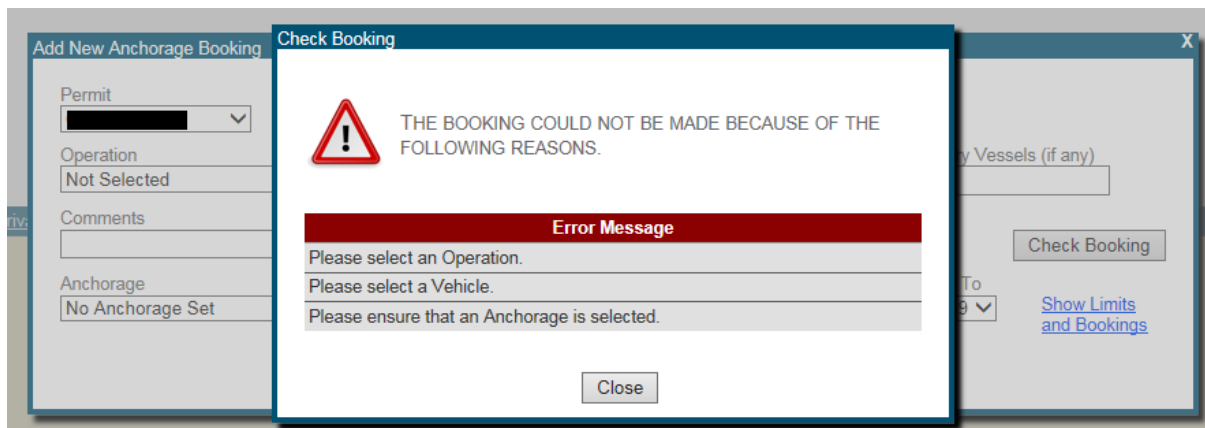 Add New Anchorage Booking
Check Booking
X
Permit
THE BOOKING COULD NOT BE MADE BECAUSE OF THE
FOLLOWING REASONS.
Operation
Not Selected
Vessels (if any)
Comments
Error Message
Please select an Operation.
Check Booking
Please select a Vehicle.
Anchorage
To
No Anchorage Set
Please ensure that an Anchorage is selected.
9
Show Limits
and Bookings
Close